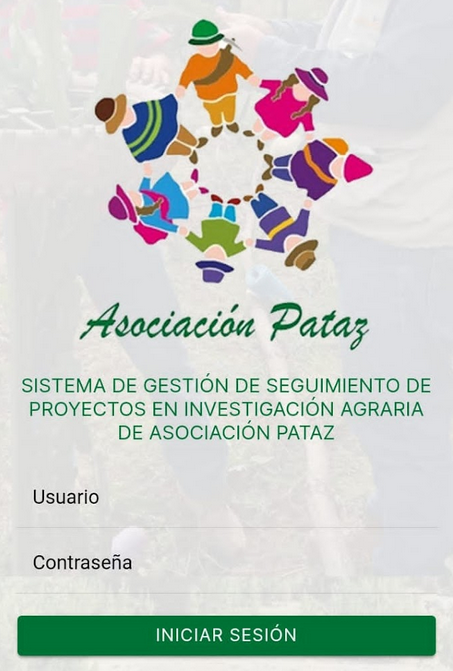 Asociación Pataz
SISTEMA DE GESTIÓN DE SEGUIMIENTO DE
PROYECTOS EN INVESTIGACIÓN AGRARIA
DE ASOCIACIÓN PATAZ
Usuario
Contraseña
INICIAR SESIÓN